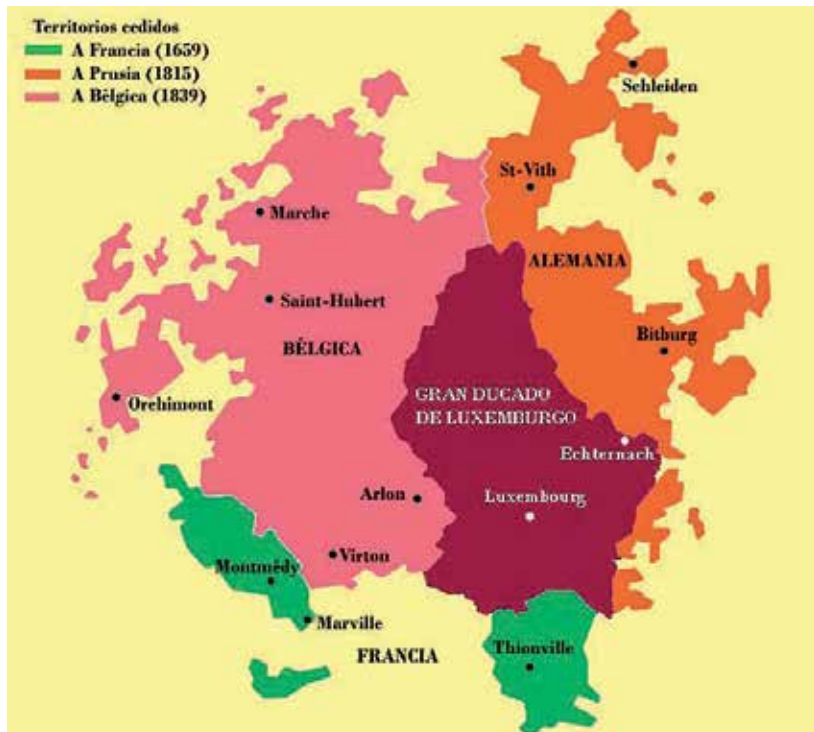 Territorios cedidos
A Francia (1659)
A Prusia (1815)
A Bélgica (1839)
Schleiden
St-Vith
Marche
ALEMANIA
Saint-Hubert
BÉLGICA
Bitburg
GRAN DUCADO
DE LUXEMBURGO
Orchimont
Echternach
Arlon
Luxembourg
Virton
Montmédy
Marville
Thionville
FRANCIA